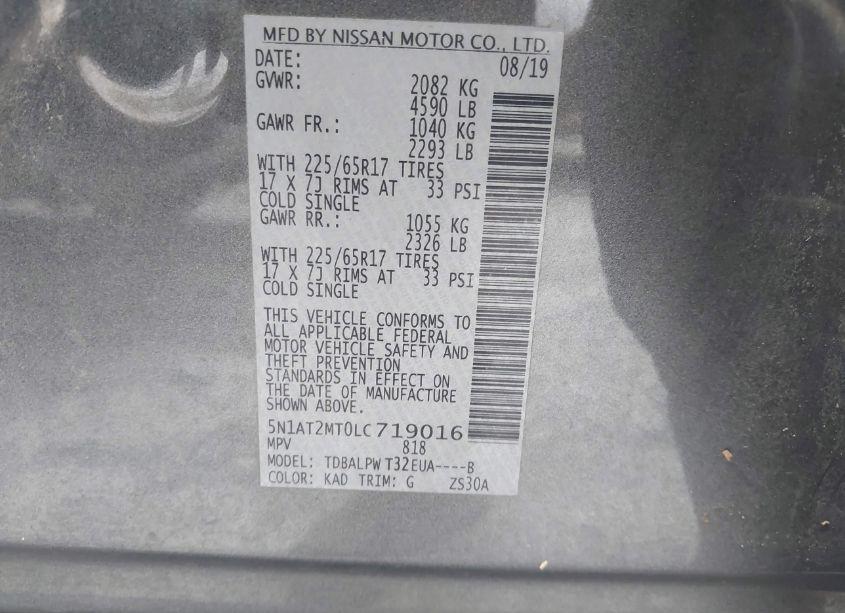 MFD BY NISSAN MOTOR CO., LTD.
DATE: 08/19
GVWR: 2082 KG
4590 LB
GAWR FR.: 1040 KG
2293 LB
WITH 225/65R17 TIRES
17 X 7J RIMS AT 33 PSI
COLD SINGLE
GAWR RR.: 1055 KG
2326 LB
WITH 225/65R17 TIRES
17 X 7J RIMS AT 33 PSI
COLD SINGLE
THIS VEHICLE CONFORMS TO
ALL APPLICABLE FEDERAL
MOTOR VEHICLE SAFETY AND
THEFT PREVENTION
STANDARDS IN EFFECT ON
THE DATE OF MANUFACTURE
SHOWN ABOVE.
5N1AT2MT0LC719016
MPV 818
MODEL: TDBALPW T32EUA----B
COLOR: KAD TRIM: G ZS30A